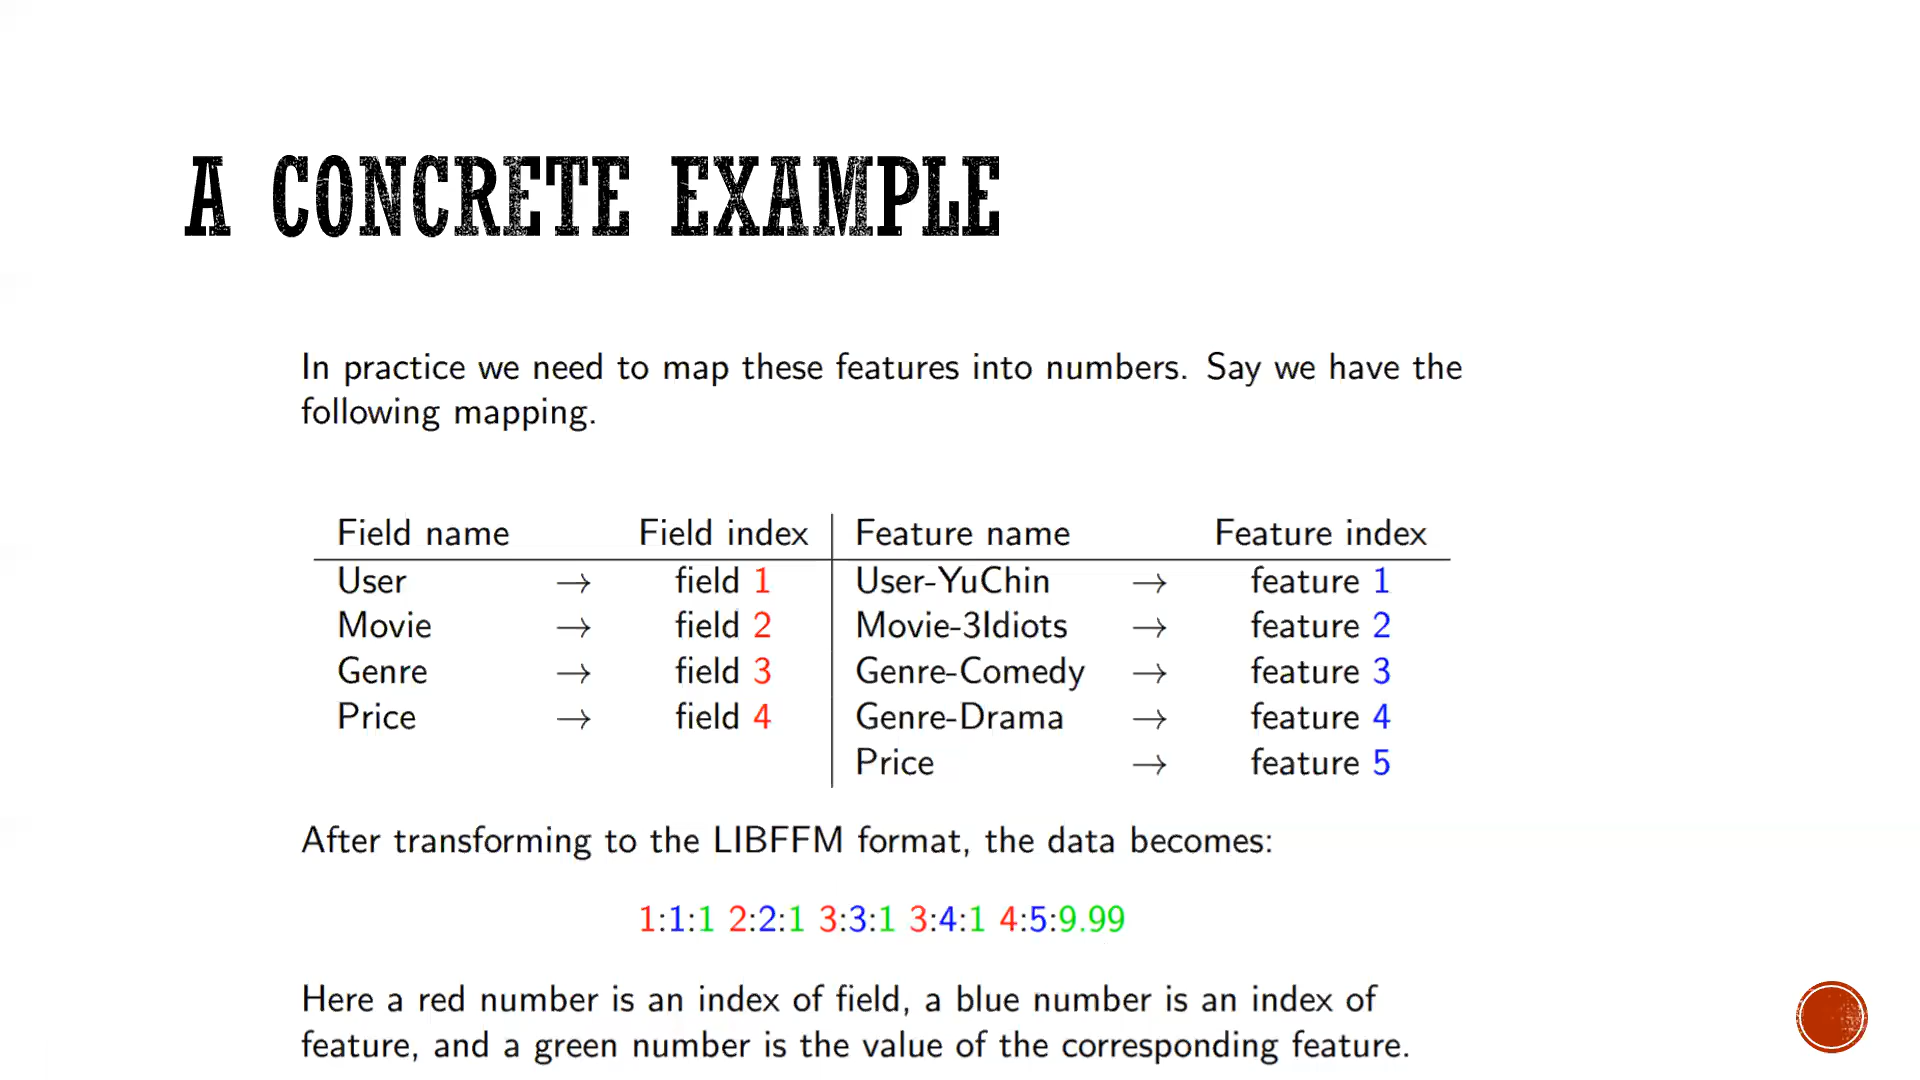 A CONCRETE EXAMPLE
In practice we need to map these features into numbers. Say we have the
following mapping.
Field name Field index Feature name Feature index
User → field 1 User-YuChin → feature 1
Movie → field 2 Movie-3Idiots → feature 2
Genre → field 3 Genre-Comedy → feature 3
Price → field 4 Genre-Drama → feature 4
Price → feature 5
After transforming to the LIBFFM format, the data becomes:
1:1:1 2:2:1 3:3:1 3:4:1 4:5:9.99
Here a red number is an index of field, a blue number is an index of
feature, and a green number is the value of the corresponding feature.